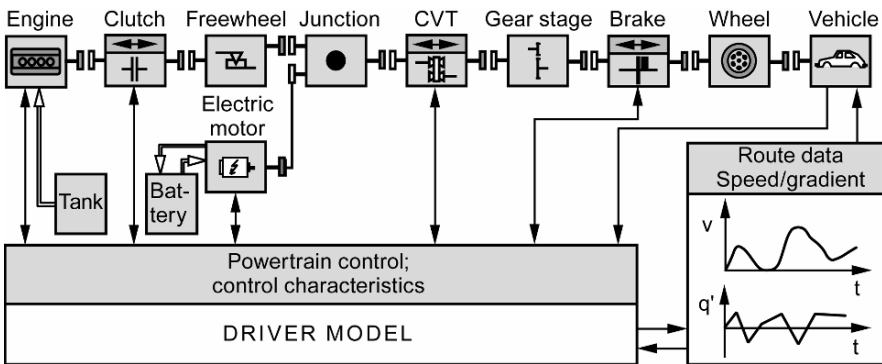 Engine
Clutch
Freewheel
Junction
CVT
Gear stage
Brake
Wheel
Vehicle
Electric
motor
Tank
Bat-
tery
Route data
Speed/gradient
v
t
q'
t
Powertrain control;
control characteristics
DRIVER MODEL